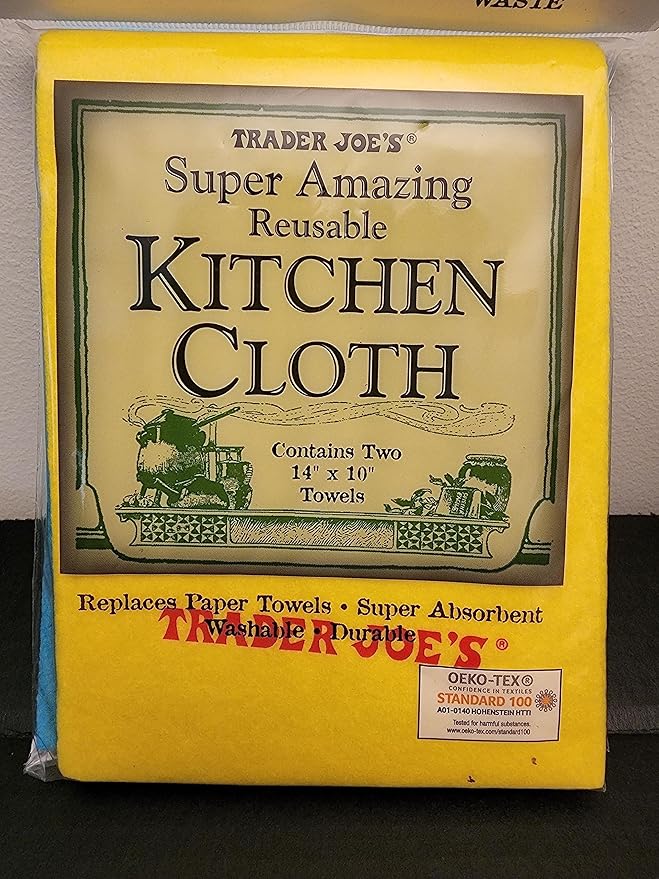 WASTE
TRADER JOE'S®
Super Amazing
Reusable
KITCHEN
CLOTH
Contains Two
14" x 10"
Towels
Replaces Paper Towels • Super Absorbent
Washable • Durable
TRADER JOE'S®
OEKO-TEX®
CONFIDENCE IN TEXTILES
STANDARD 100
A01-0140 HOHENSTEIN HTTI
Tested for harmful substances.
www.oeko-tex.com/standard100